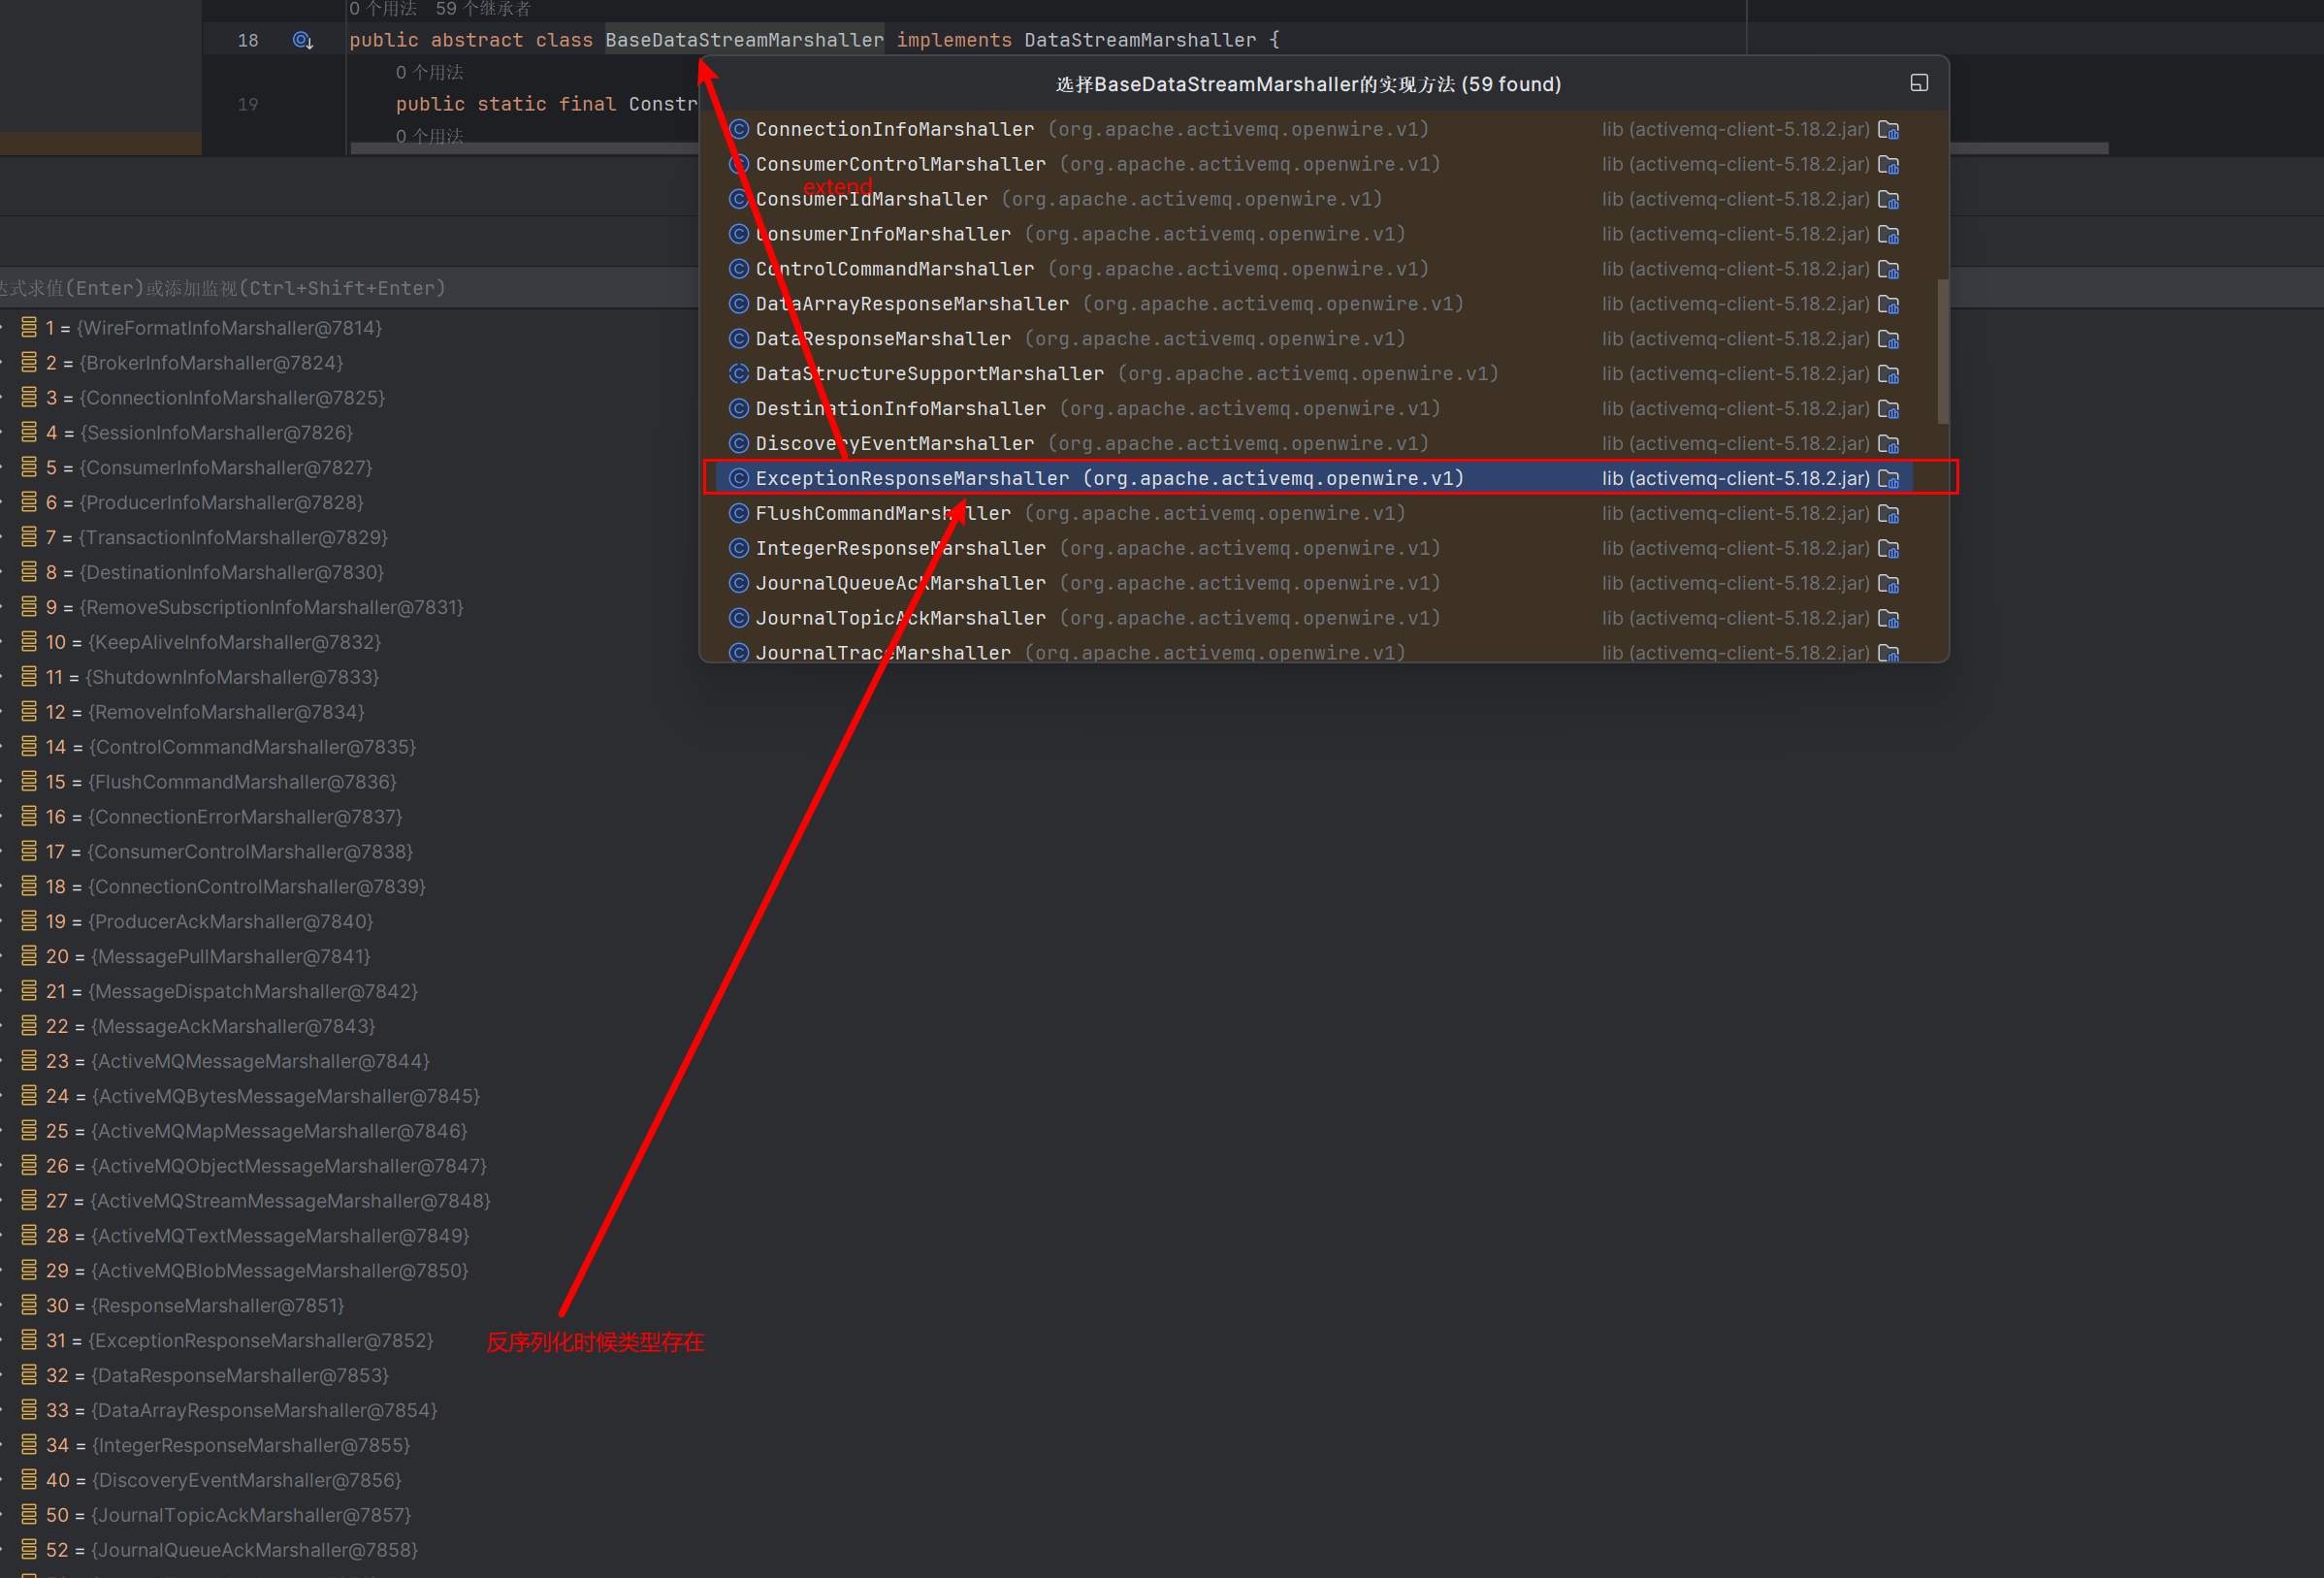 0 个用法 59 个继承者
18 public abstract class BaseDataStreamMarshaller implements DataStreamMarshaller {
0 个用法
19 public static final Constr
0 个用法
选择BaseDataStreamMarshaller的实现方法 (59 found)
ConnectionInfoMarshaller (org.apache.activemq.openwire.v1) lib (activemq-client-5.18.2.jar)
ConsumerControlMarshaller (org.apache.activemq.openwire.v1) lib (activemq-client-5.18.2.jar)
extend
ConsumerIdMarshaller (org.apache.activemq.openwire.v1) lib (activemq-client-5.18.2.jar)
ConsumerInfoMarshaller (org.apache.activemq.openwire.v1) lib (activemq-client-5.18.2.jar)
ControlCommandMarshaller (org.apache.activemq.openwire.v1) lib (activemq-client-5.18.2.jar)
DataArrayResponseMarshaller (org.apache.activemq.openwire.v1) lib (activemq-client-5.18.2.jar)
DataResponseMarshaller (org.apache.activemq.openwire.v1) lib (activemq-client-5.18.2.jar)
DataStructureSupportMarshaller (org.apache.activemq.openwire.v1) lib (activemq-client-5.18.2.jar)
DestinationInfoMarshaller (org.apache.activemq.openwire.v1) lib (activemq-client-5.18.2.jar)
DiscoveryEventMarshaller (org.apache.activemq.openwire.v1) lib (activemq-client-5.18.2.jar)
ExceptionResponseMarshaller (org.apache.activemq.openwire.v1) lib (activemq-client-5.18.2.jar)
FlushCommandMarshaller (org.apache.activemq.openwire.v1) lib (activemq-client-5.18.2.jar)
IntegerResponseMarshaller (org.apache.activemq.openwire.v1) lib (activemq-client-5.18.2.jar)
JournalQueueAckMarshaller (org.apache.activemq.openwire.v1) lib (activemq-client-5.18.2.jar)
JournalTopicAckMarshaller (org.apache.activemq.openwire.v1) lib (activemq-client-5.18.2.jar)
JournalTraceMarshaller (org.apache.activemq.openwire.v1) lib (activemq-client-5.18.2.jar)
达式求值(Enter)或添加监视(Ctrl+Shift+Enter)
1 = {WireFormatInfoMarshaller@7814}
2 = {BrokerInfoMarshaller@7824}
3 = {ConnectionInfoMarshaller@7825}
4 = {SessionInfoMarshaller@7826}
5 = {ConsumerInfoMarshaller@7827}
6 = {ProducerInfoMarshaller@7828}
7 = {TransactionInfoMarshaller@7829}
8 = {DestinationInfoMarshaller@7830}
9 = {RemoveSubscriptionInfoMarshaller@7831}
10 = {KeepAliveInfoMarshaller@7832}
11 = {ShutdownInfoMarshaller@7833}
12 = {RemoveInfoMarshaller@7834}
14 = {ControlCommandMarshaller@7835}
15 = {FlushCommandMarshaller@7836}
16 = {ConnectionErrorMarshaller@7837}
17 = {ConsumerControlMarshaller@7838}
18 = {ConnectionControlMarshaller@7839}
19 = {ProducerAckMarshaller@7840}
20 = {MessagePullMarshaller@7841}
21 = {MessageDispatchMarshaller@7842}
22 = {MessageAckMarshaller@7843}
23 = {ActiveMQMessageMarshaller@7844}
24 = {ActiveMQBytesMessageMarshaller@7845}
25 = {ActiveMQMapMessageMarshaller@7846}
26 = {ActiveMQObjectMessageMarshaller@7847}
27 = {ActiveMQStreamMessageMarshaller@7848}
28 = {ActiveMQTextMessageMarshaller@7849}
29 = {ActiveMQBlobMessageMarshaller@7850}
30 = {ResponseMarshaller@7851}
31 = {ExceptionResponseMarshaller@7852}
反序列化时候类型存在
32 = {DataResponseMarshaller@7853}
33 = {DataArrayResponseMarshaller@7854}
34 = {IntegerResponseMarshaller@7855}
40 = {DiscoveryEventMarshaller@7856}
50 = {JournalTopicAckMarshaller@7857}
52 = {JournalQueueAckMarshaller@7858}